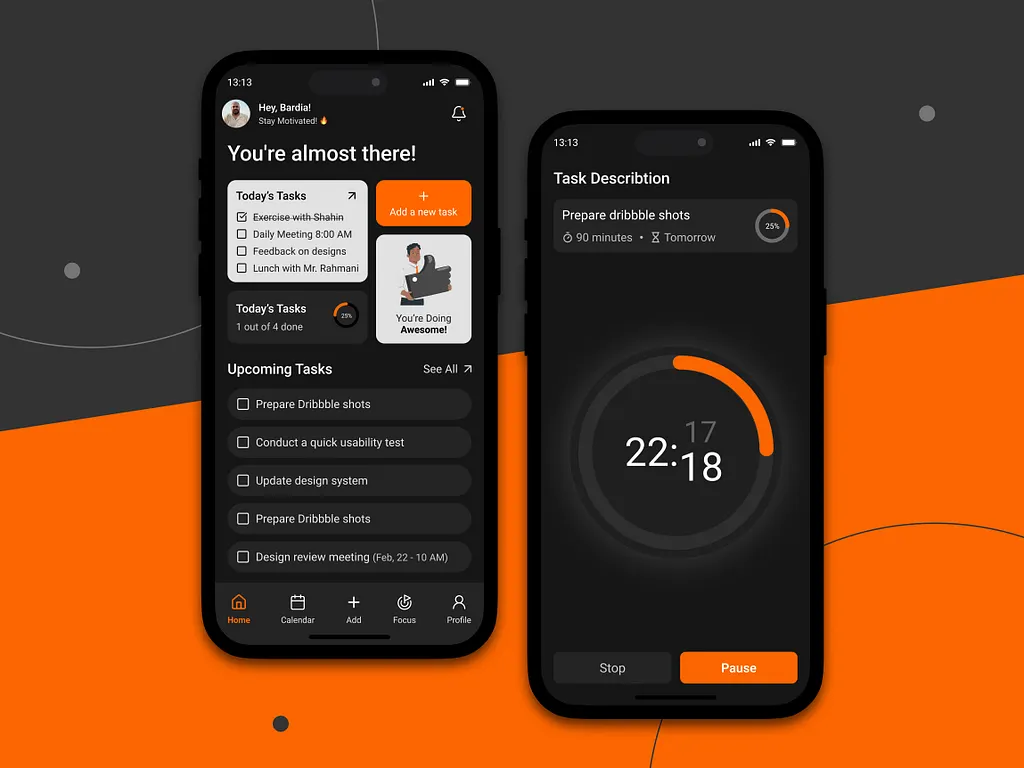 13:13
Hey, Bardia!
Stay Motivated! 🔥
You're almost there!
Today's Tasks
Exercise with Shahin
Daily Meeting 8:00 AM
Feedback on designs
Lunch with Mr. Rahmani
+
Add a new task
You're Doing
Awesome!
Today's Tasks
1 out of 4 done
25%
Upcoming Tasks
See All
Prepare Dribbble shots
Conduct a quick usability test
Update design system
Prepare Dribbble shots
Design review meeting (Feb, 22 - 10 AM)
Home
Calendar
Add
Focus
Profile
13:13
Task Describtion
Prepare dribbble shots
90 minutes • Tomorrow
25%
17
22:18
Stop
Pause